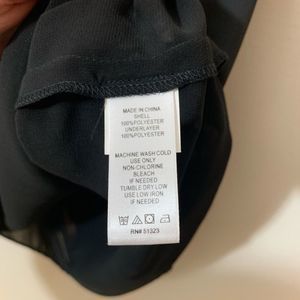 MADE IN CHINA
SHELL
100%POLYESTER
UNDERLAYER
100%POLYESTER
MACHINE WASH COLD
USE ONLY
NON-CHLORINE
BLEACH
IF NEEDED
TUMBLE DRY LOW
USE LOW IRON
IF NEEDED
RN# 51323